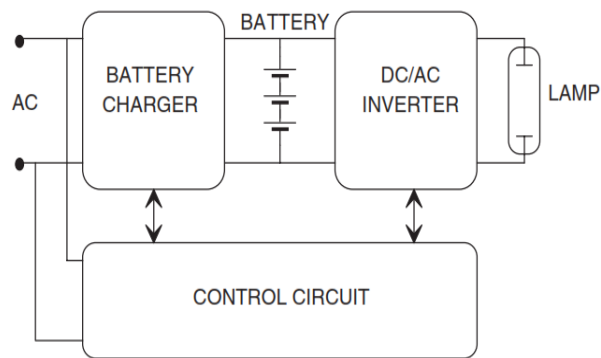 BATTERY
BATTERY
CHARGER
DC/AC
INVERTER
AC
LAMP
CONTROL CIRCUIT